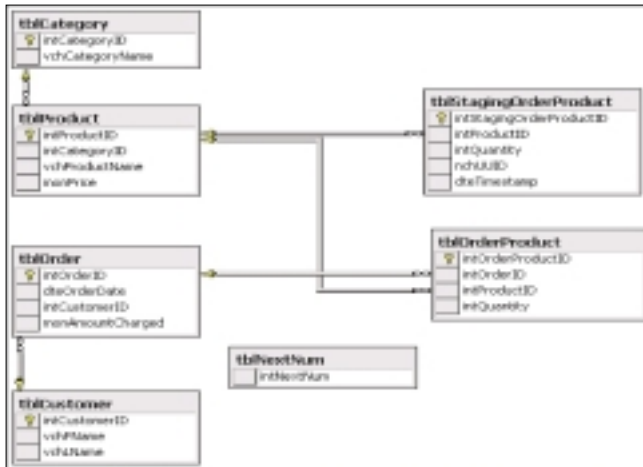 tblCategory
intCategoryID
vchCategoryName
tblProduct
intProductID
intCategoryID
vchProductName
monPrice
tblStagingOrderProduct
intStagingOrderProductID
intProductID
intQuantity
nchUUID
dteTimestamp
tblOrder
intOrderID
dteOrderDate
intCustomerID
monAmountCharged
tblOrderProduct
intOrderProductID
intOrderID
intProductID
intQuantity
tblNextNum
intNextNum
tblCustomer
intCustomerID
vchFName
vchLName